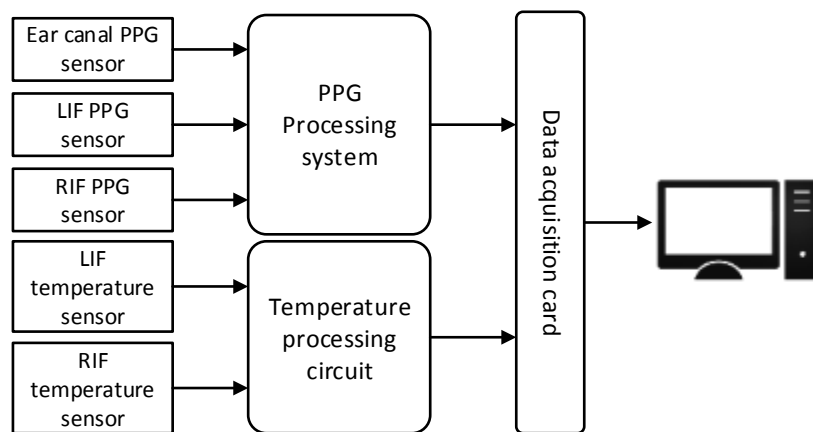 Ear canal PPG
sensor
LIF PPG
sensor
RIF PPG
sensor
LIF
temperature
sensor
RIF
temperature
sensor
PPG
Processing
system
Temperature
processing
circuit
Data acquisition card